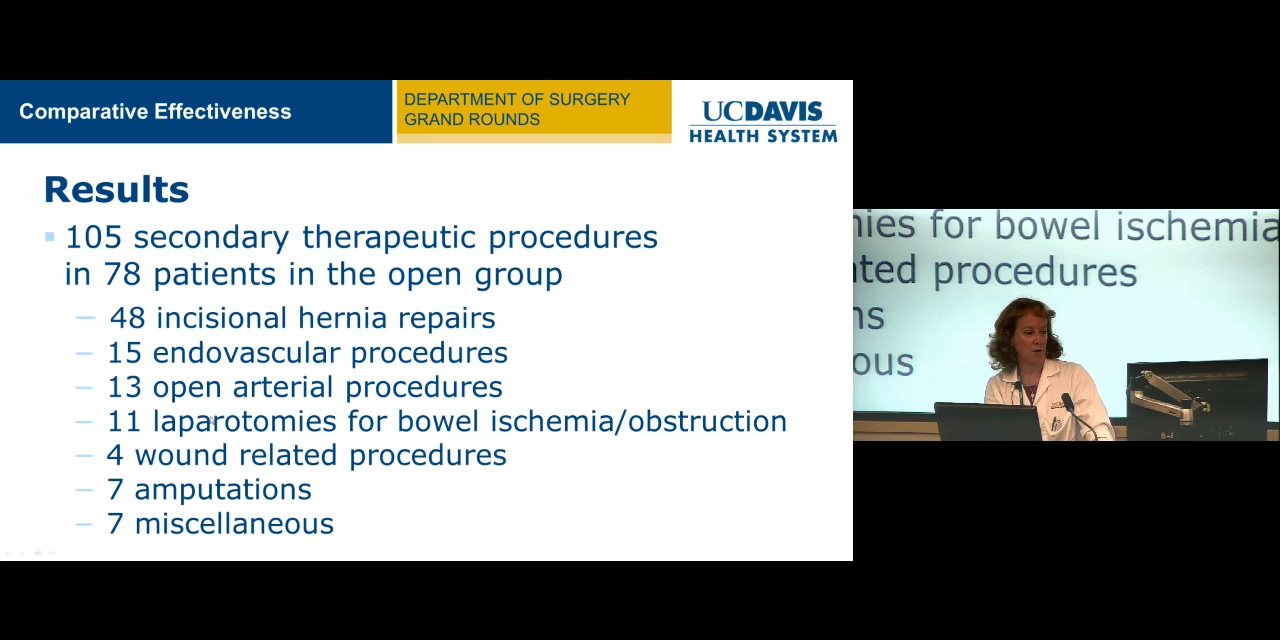 Comparative Effectiveness
DEPARTMENT OF SURGERY
GRAND ROUNDS
UCDAVIS
HEALTH SYSTEM
Results
105 secondary therapeutic procedures
in 78 patients in the open group
— 48 incisional hernia repairs
— 15 endovascular procedures
— 13 open arterial procedures
— 11 laparotomies for bowel ischemia/obstruction
— 4 wound related procedures
— 7 amputations
— 7 miscellaneous
nies for bowel ischemia
ated procedures
ns
ous